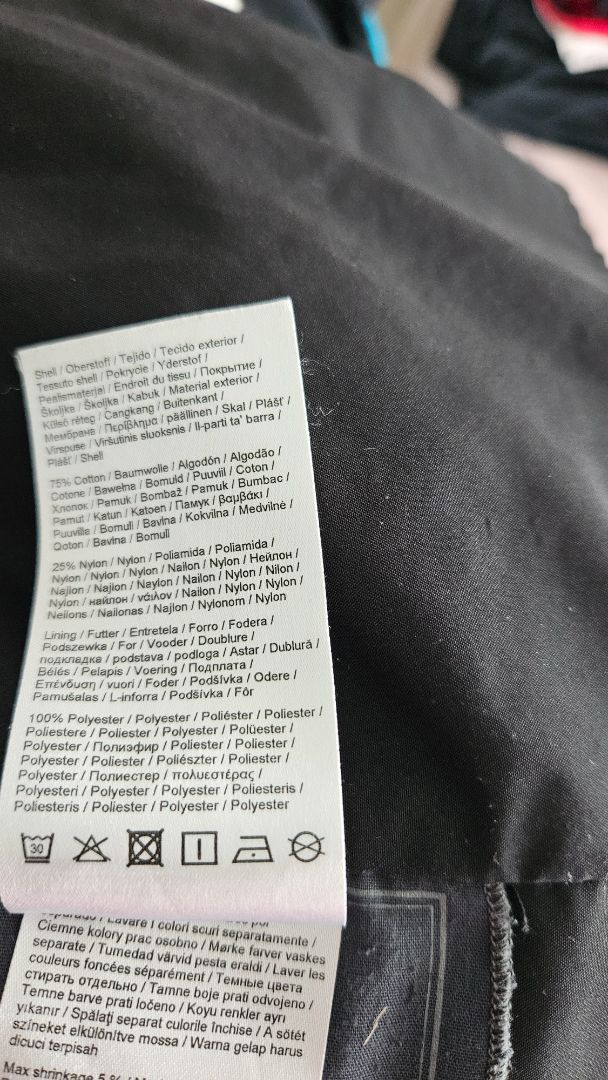 Shell / Oberstoff / Tejido / Tecido exterior /
Tessuto shell / Pokrycie / Yderstof /
Pealismaterjal / Endroit du tissu / Покрытие /
Školjke / Školjka / Kabuk / Material exterior /
Külső réteg / Cangkang / Buitenkant /
Мембрана / Περίβλημα / päällinen / Skal / Plášť /
Virspuse / Viršutinis sluoksnis / Il-parti ta' barra /
Plášť / Shell
75% Cotton / Baumwolle / Algodón / Algodão /
Cotone / Bawełna / Bomuld / Puuviil / Coton /
Хлопок / Pamuk / Bombaž / Pamuk / Bumbac /
Pamut / Katun / Katoen / Памук / βαμβάκι /
Puuvilla / Bomull / Bavlna / Kokvilna / Medvilnė /
Qoton / Bavlna / Bomull
25% Nylon / Nylon / Poliamida / Poliamida /
Nylon / Nylon / Nylon / Nailon / Nylon / Нейлон /
Najlon / Najlon / Naylon / Nailon / Nylon / Nilon /
Nylon / найлон / νάιλον / Nailon / Nylon / Nylon /
Neilons / Nailonas / Najlon / Nylonom / Nylon
Lining / Futter / Entretela / Forro / Fodera /
Podszewka / For / Vooder / Doublure /
подкладка / podstava / podloga / Astar / Dublură /
Bélés / Pelapis / Voering / Подплата /
Επένδυση / vuori / Foder / Podšívka / Odere /
Pamušalas / L-inforra / Podšívka / Fôr
100% Polyester / Polyester / Poliéster / Poliester /
Poliestere / Poliester / Polyester / Polüester /
Polyester / Полиэфир / Poliester / Poliester /
Polyester / Poliester / Poliészter / Poliester /
Polyester / Полиестер / πολυεστέρας /
Polyesteri / Polyester / Polyester / Poliesteris /
Poliesteris / Poliester / Polyester / Polyester
30
Lavare i colori scuri separatamente /
Ciemne kolory prac osobno / Mørke farver vaskes
separate / Tumedad värvid pesta eraldi / Laver les
couleurs foncées séparément / Темные цвета
стирать отдельно / Tamne boje prati odvojeno /
Temne barve prati ločeno / Koyu renkler ayrı
yıkanır / Spălaţi separat culorile închise / A sötét
színeket elkülönítve mossa / Warna gelap harus
dicuci terpisah
Max shrinkage 5 % /